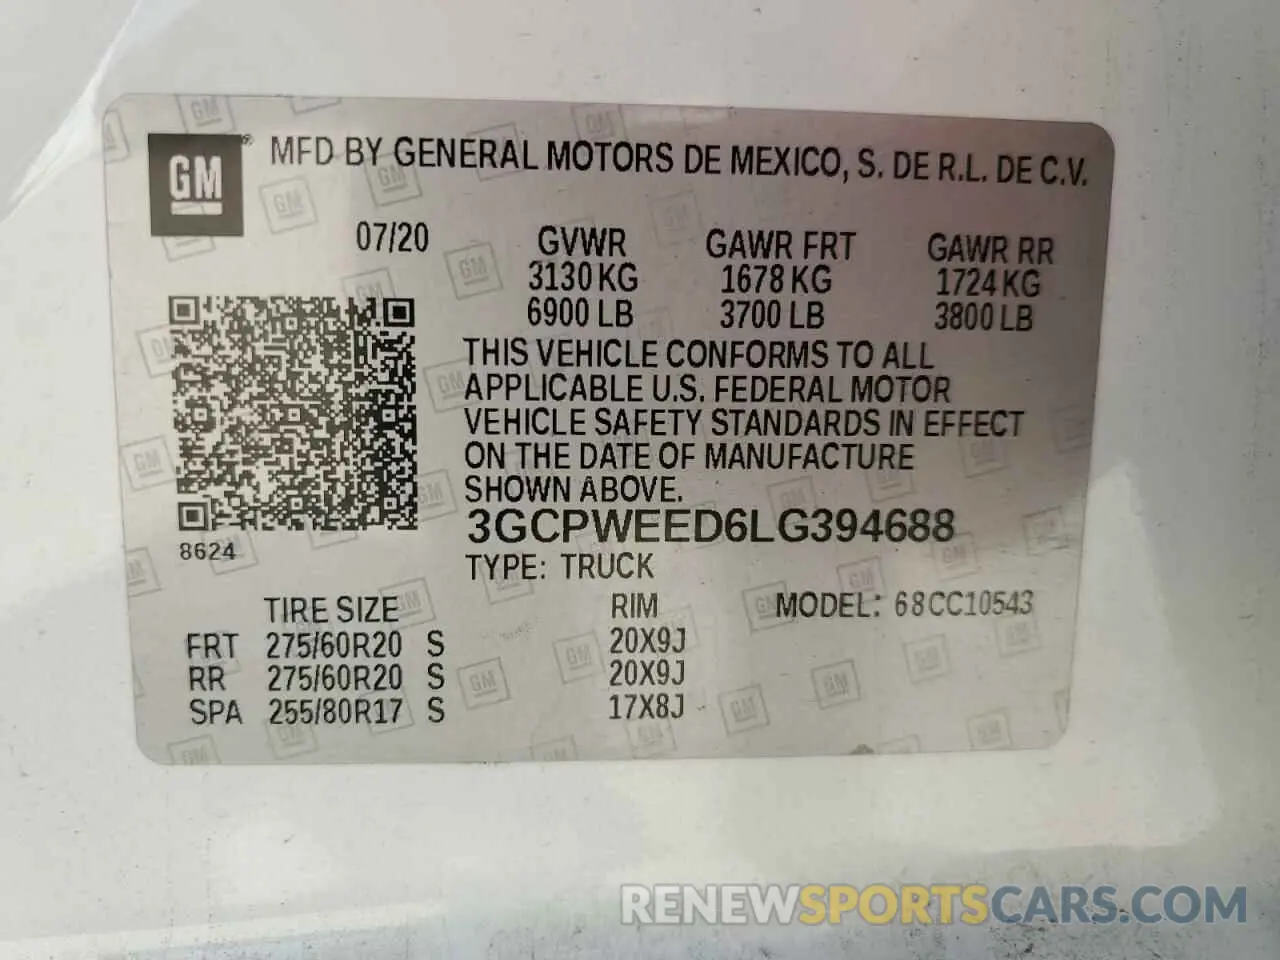 GM® MFD BY GENERAL MOTORS DE MEXICO, S. DE R.L. DE C.V.
07/20 GVWR GAWR FRT GAWR RR
3130 KG 1678 KG 1724 KG
6900 LB 3700 LB 3800 LB
THIS VEHICLE CONFORMS TO ALL
APPLICABLE U.S. FEDERAL MOTOR
VEHICLE SAFETY STANDARDS IN EFFECT
ON THE DATE OF MANUFACTURE
SHOWN ABOVE.
3GCPWEED6LG394688
8624
TYPE: TRUCK
TIRE SIZE RIM MODEL: 68CC10543
FRT 275/60R20 S 20X9J
RR 275/60R20 S 20X9J
SPA 255/80R17 S 17X8J
RENEWSPORTSCARS.COM